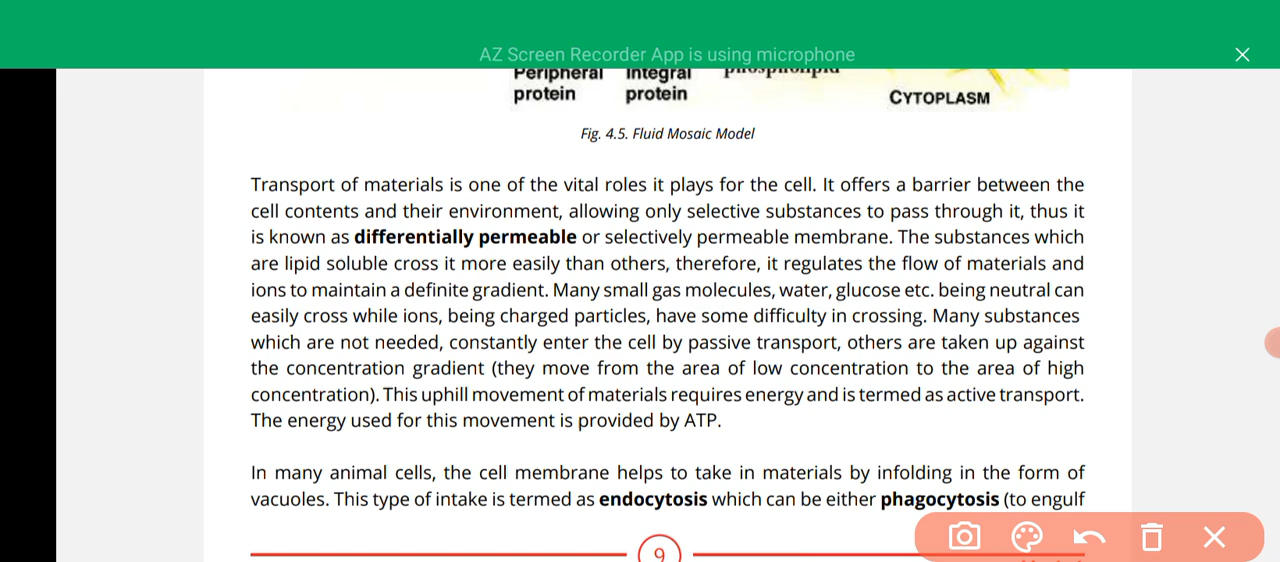 AZ Screen Recorder App is using microphone
Peripheral Integral phospholipid
protein protein
CYTOPLASM
Fig. 4.5. Fluid Mosaic Model
Transport of materials is one of the vital roles it plays for the cell. It offers a barrier between the
cell contents and their environment, allowing only selective substances to pass through it, thus it
is known as differentially permeable or selectively permeable membrane. The substances which
are lipid soluble cross it more easily than others, therefore, it regulates the flow of materials and
ions to maintain a definite gradient. Many small gas molecules, water, glucose etc. being neutral can
easily cross while ions, being charged particles, have some difficulty in crossing. Many substances
which are not needed, constantly enter the cell by passive transport, others are taken up against
the concentration gradient (they move from the area of low concentration to the area of high
concentration). This uphill movement of materials requires energy and is termed as active transport.
The energy used for this movement is provided by ATP.
In many animal cells, the cell membrane helps to take in materials by infolding in the form of
vacuoles. This type of intake is termed as endocytosis which can be either phagocytosis (to engulf
9